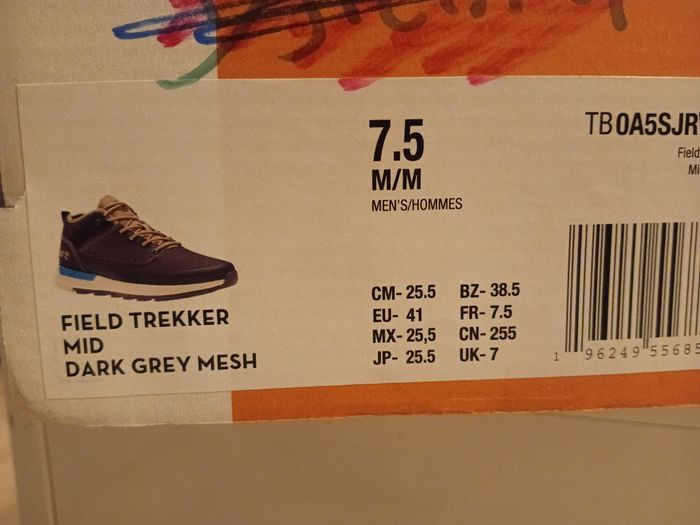 7.5
M/M
MEN'S/HOMMES
TB0A5SJR
Field
Mi
CM- 25.5 BZ- 38.5
EU- 41 FR- 7.5
MX- 25,5 CN- 255
JP- 25.5 UK- 7
FIELD TREKKER
MID
DARK GREY MESH
1 96249 5568